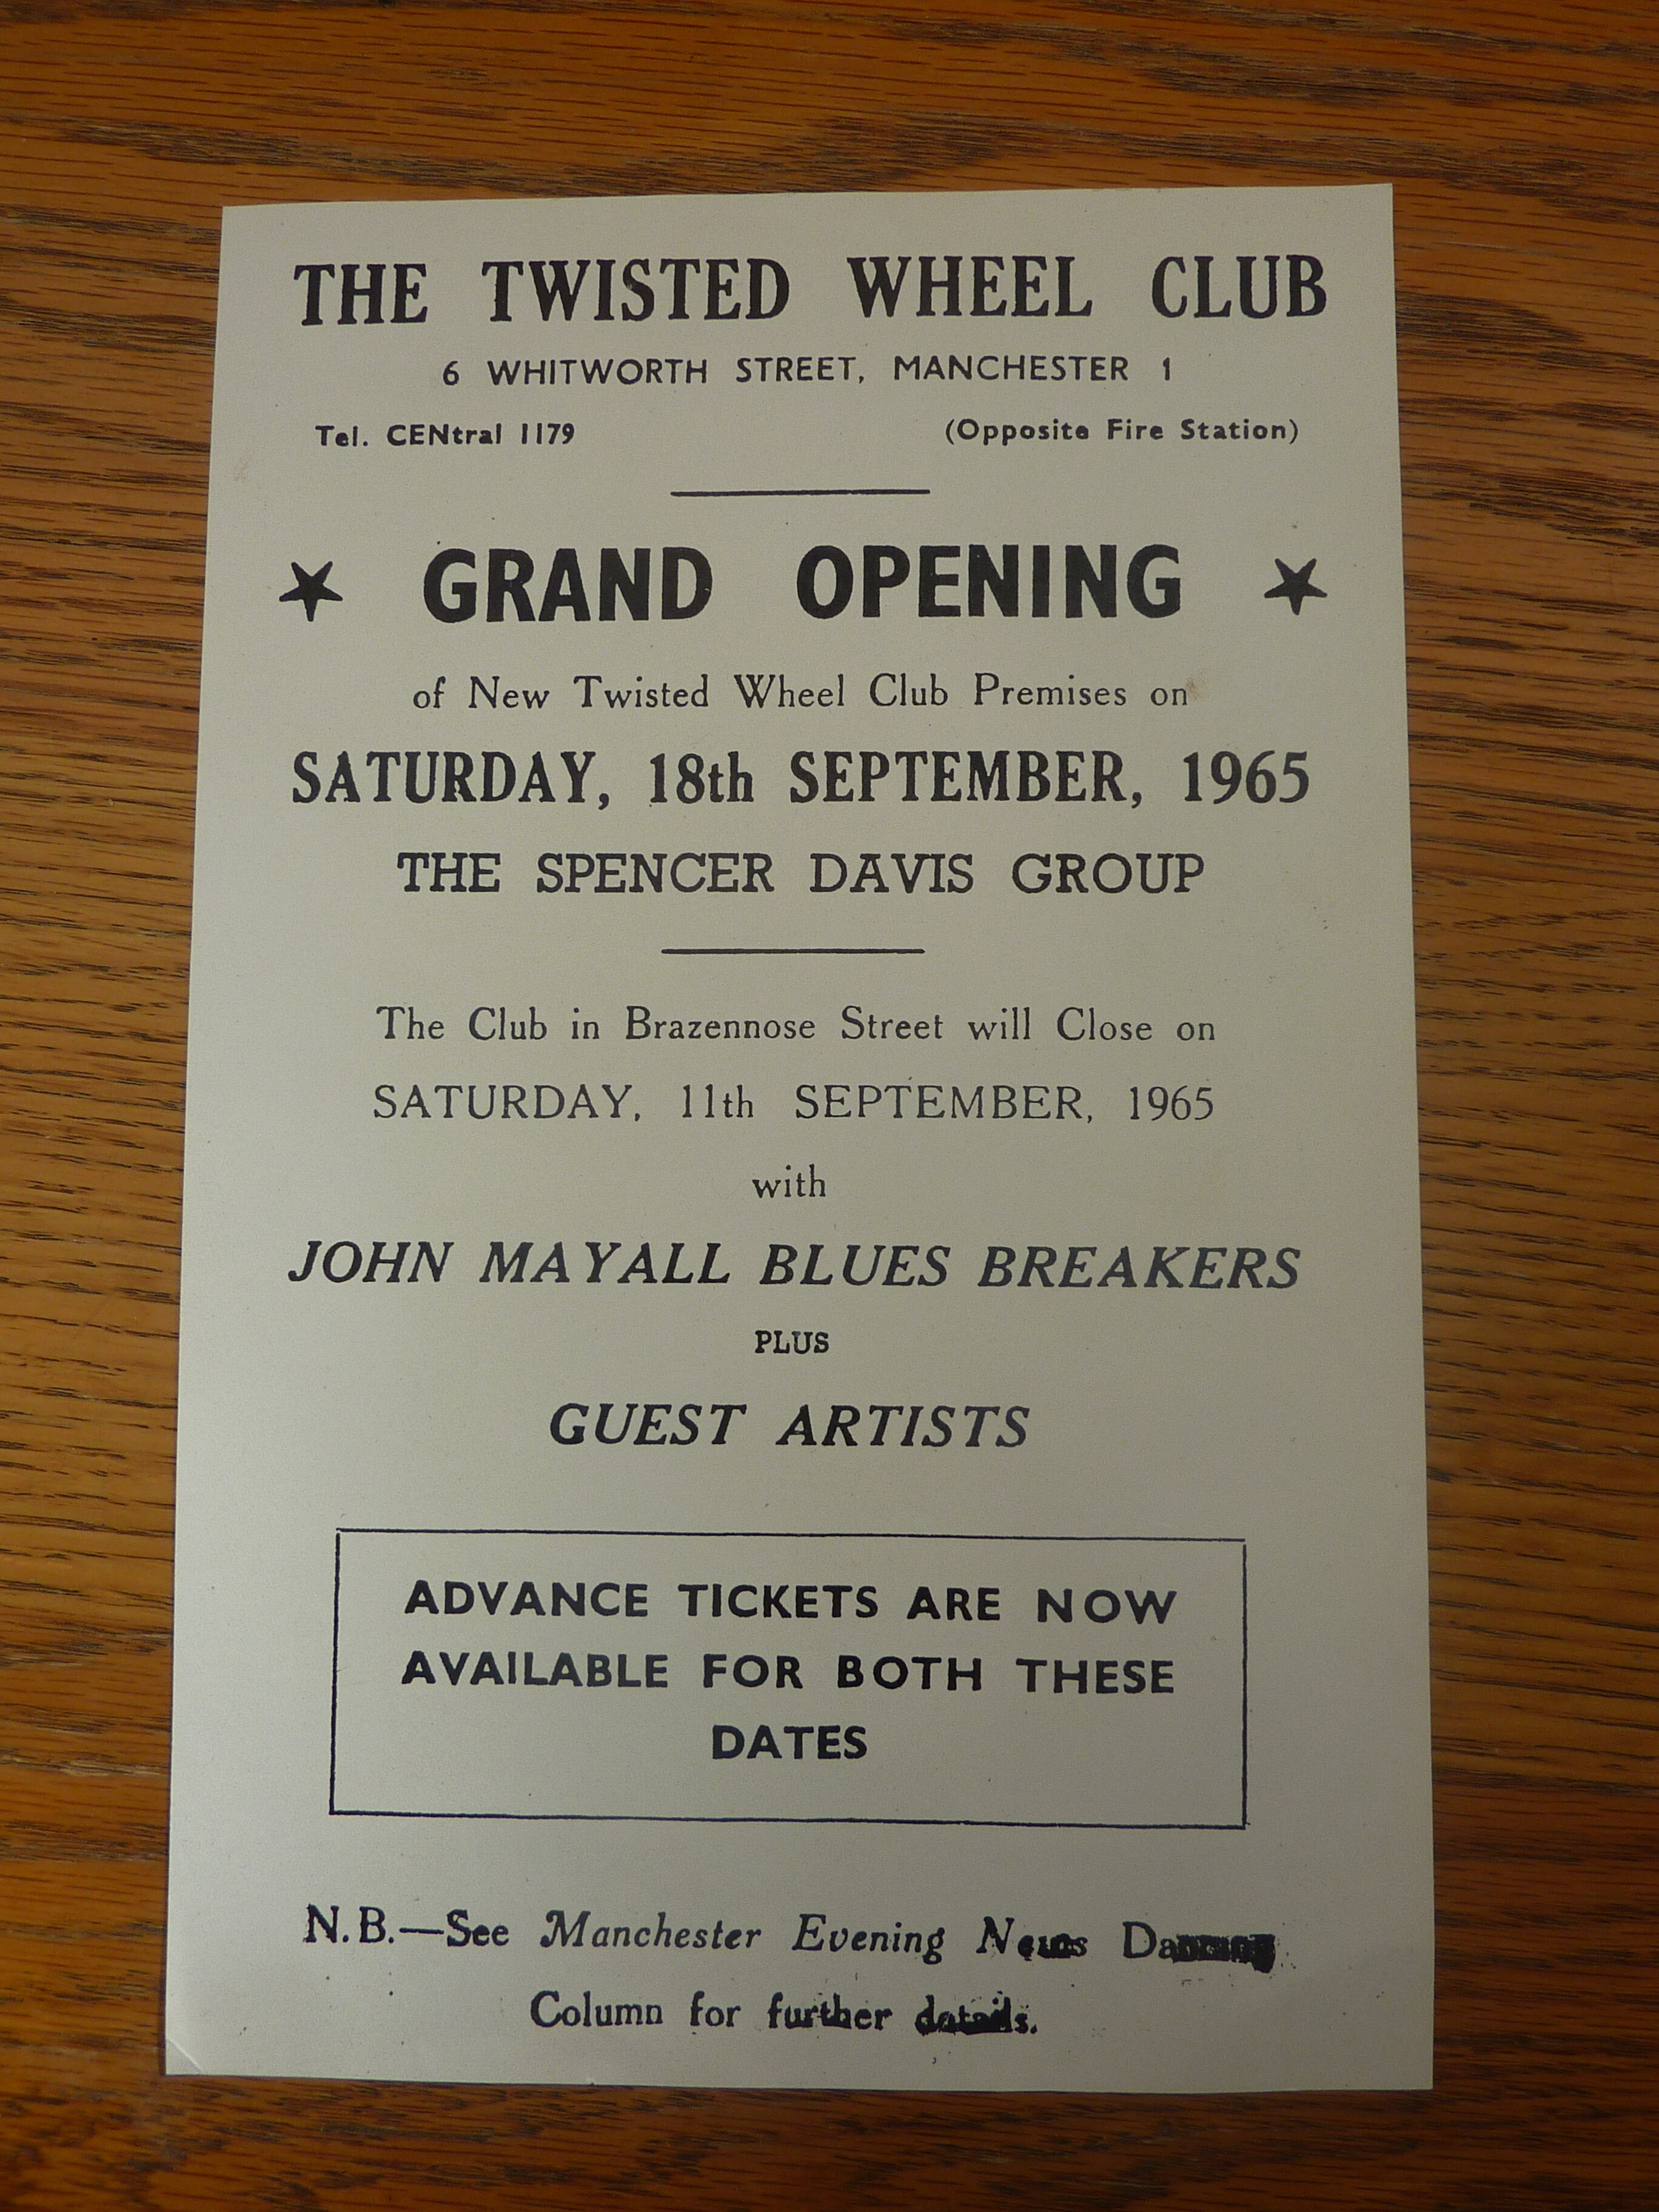 THE TWISTED WHEEL CLUB
6 WHITWORTH STREET, MANCHESTER 1
Tel. CENtral 1179 (Opposite Fire Station)
GRAND OPENING
of New Twisted Wheel Club Premises on
SATURDAY, 18th SEPTEMBER, 1965
THE SPENCER DAVIS GROUP
The Club in Brazennose Street will Close on
SATURDAY, 11th SEPTEMBER, 1965
with
JOHN MAYALL BLUES BREAKERS
PLUS
GUEST ARTISTS
ADVANCE TICKETS ARE NOW
AVAILABLE FOR BOTH THESE
DATES
N.B.—See Manchester Evening News
Column for further details.